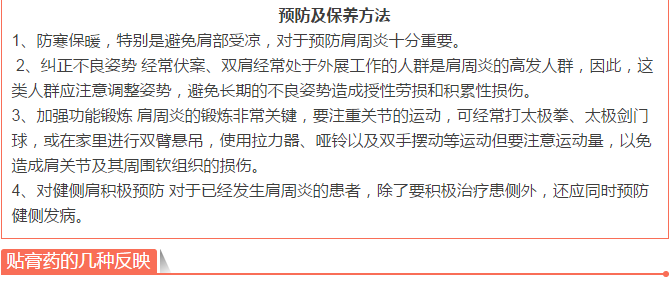 预防及保养方法
1、防寒保暖，特别是避免肩部受凉，对于预防肩周炎十分重要。
2、纠正不良姿势 经常伏案、双肩经常处于外展工作的人群是肩周炎的高发人群，因此，这
类人群应注意调整姿势，避免长期的不良姿势造成授性劳损和积累性损伤。
3、加强功能锻炼 肩周炎的锻炼非常关键，要注重关节的运动，可经常打太极拳、太极剑门
球，或在家里进行双臂悬吊，使用拉力器、哑铃以及双手摆动等运动但要注意运动量，以免
造成肩关节及其周围钦组织的损伤。
4、对健侧肩积极预防 对于已经发生肩周炎的患者，除了要积极治疗患侧外，还应同时预防
健侧发病。
贴膏药的几种反映